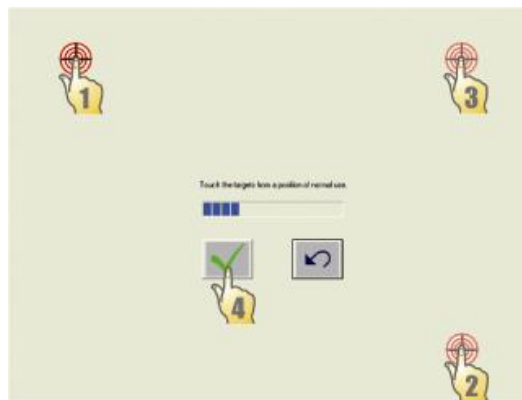 1
3
Touch the targets from a position of normal use.
4
2